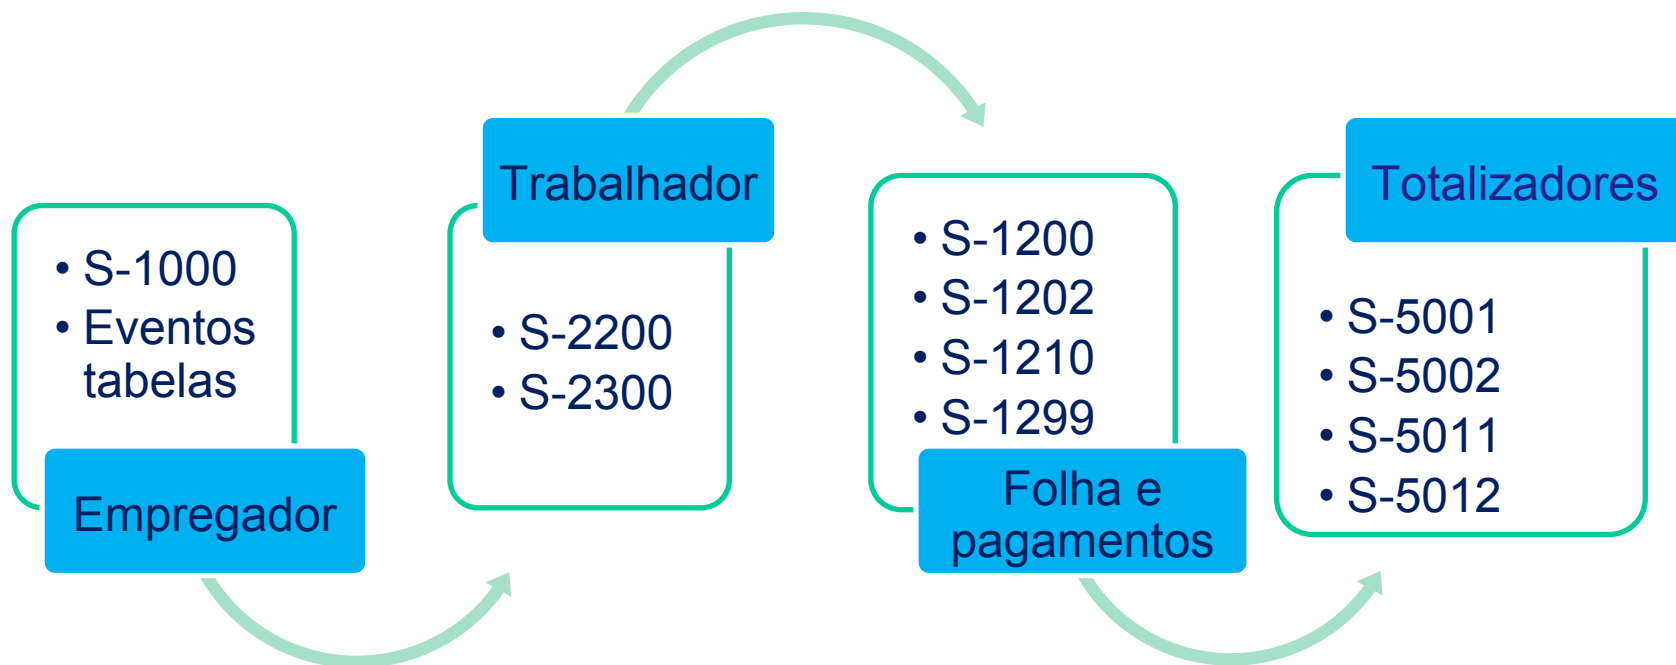 • S-1000
• Eventos
tabelas
Empregador
Trabalhador
• S-2200
• S-2300
• S-1200
• S-1202
• S-1210
• S-1299
Folha e
pagamentos
Totalizadores
• S-5001
• S-5002
• S-5011
• S-5012